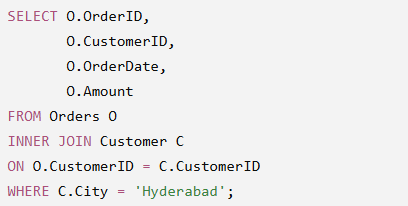 SELECT O.OrderID,
       O.CustomerID,
       O.OrderDate,
       O.Amount
FROM Orders O
INNER JOIN Customer C
ON O.CustomerID = C.CustomerID
WHERE C.City = 'Hyderabad';